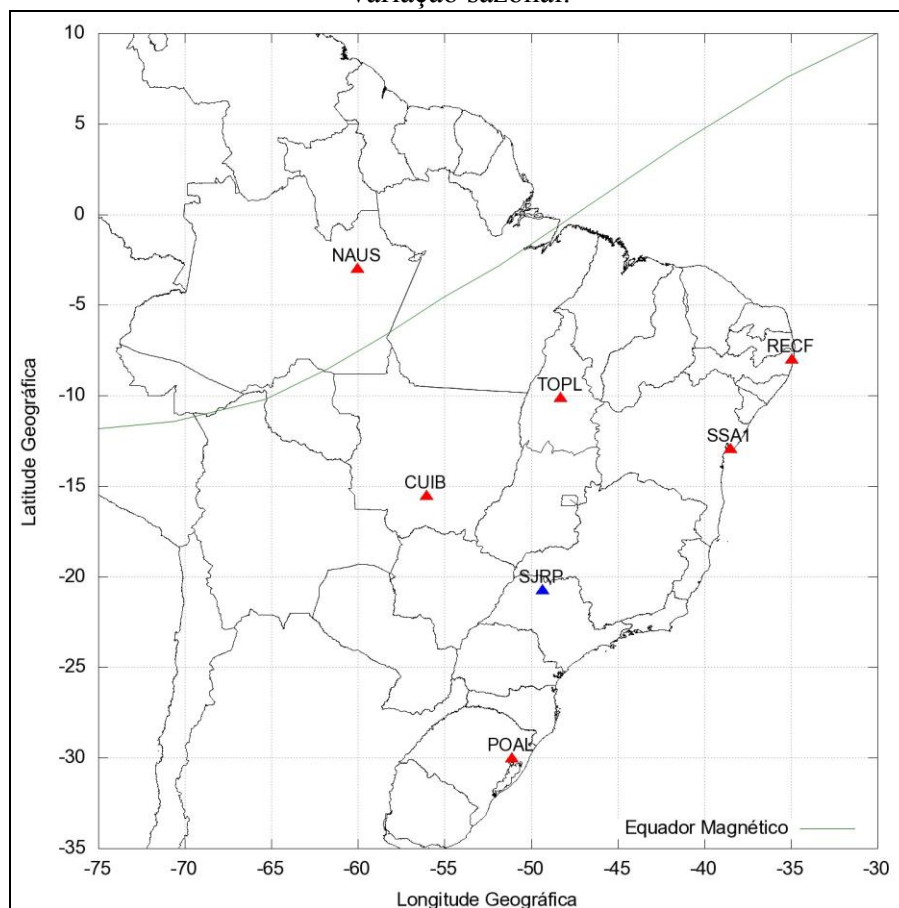 variação sazonal.
10
5
0
-5
-10
-15
-20
-25
-30
-35
-75
-70
-65
-60
-55
-50
-45
-40
-35
-30
Latitude Geográfica
Longitude Geográfica
NAUS
RECF
TOPL
SSA1
CUIB
SJRP
POAL
Equador Magnético